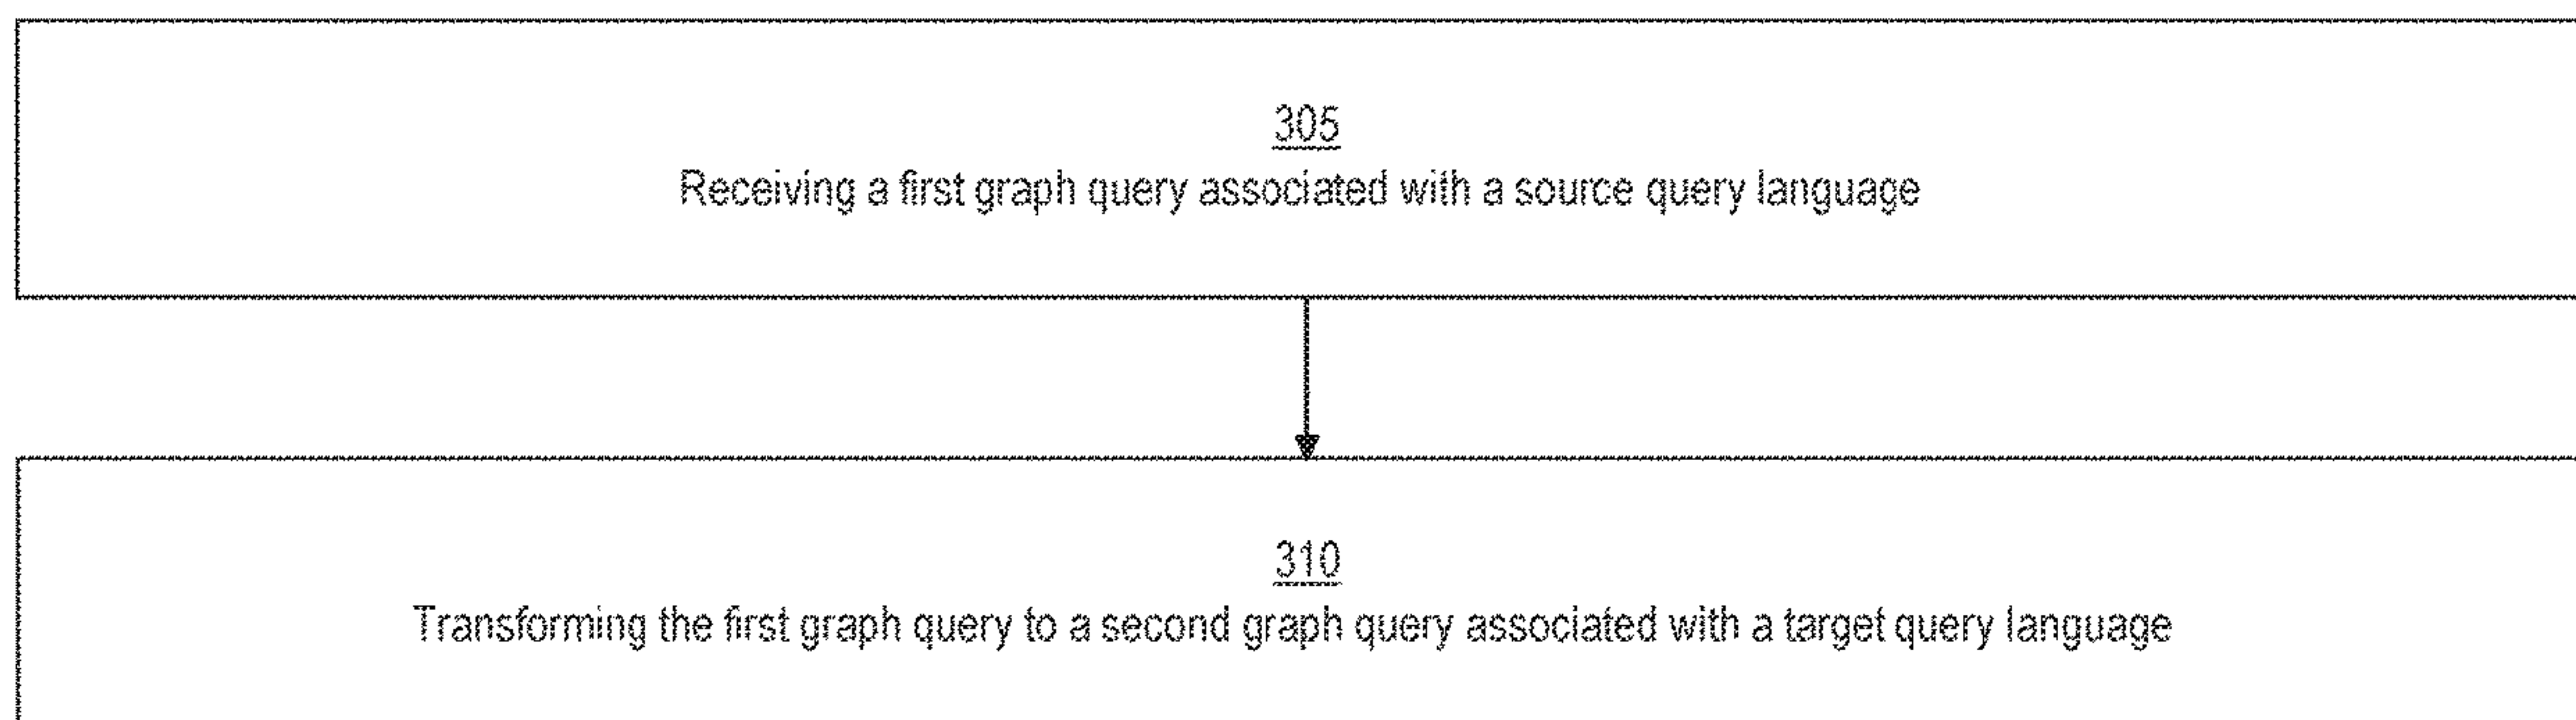 305
Receiving a first graph query associated with a source query language
310
Transforming the first graph query to a second graph query associated with a target query language